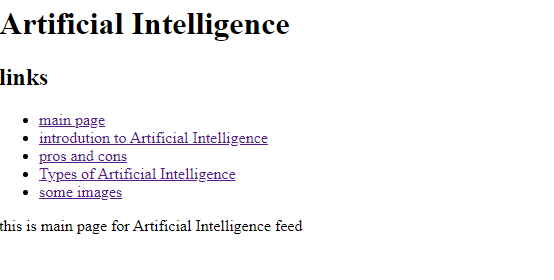 Artificial Intelligence
links
main page
introdution to Artificial Intelligence
pros and cons
Types of Artificial Intelligence
some images
this is main page for Artificial Intelligence feed